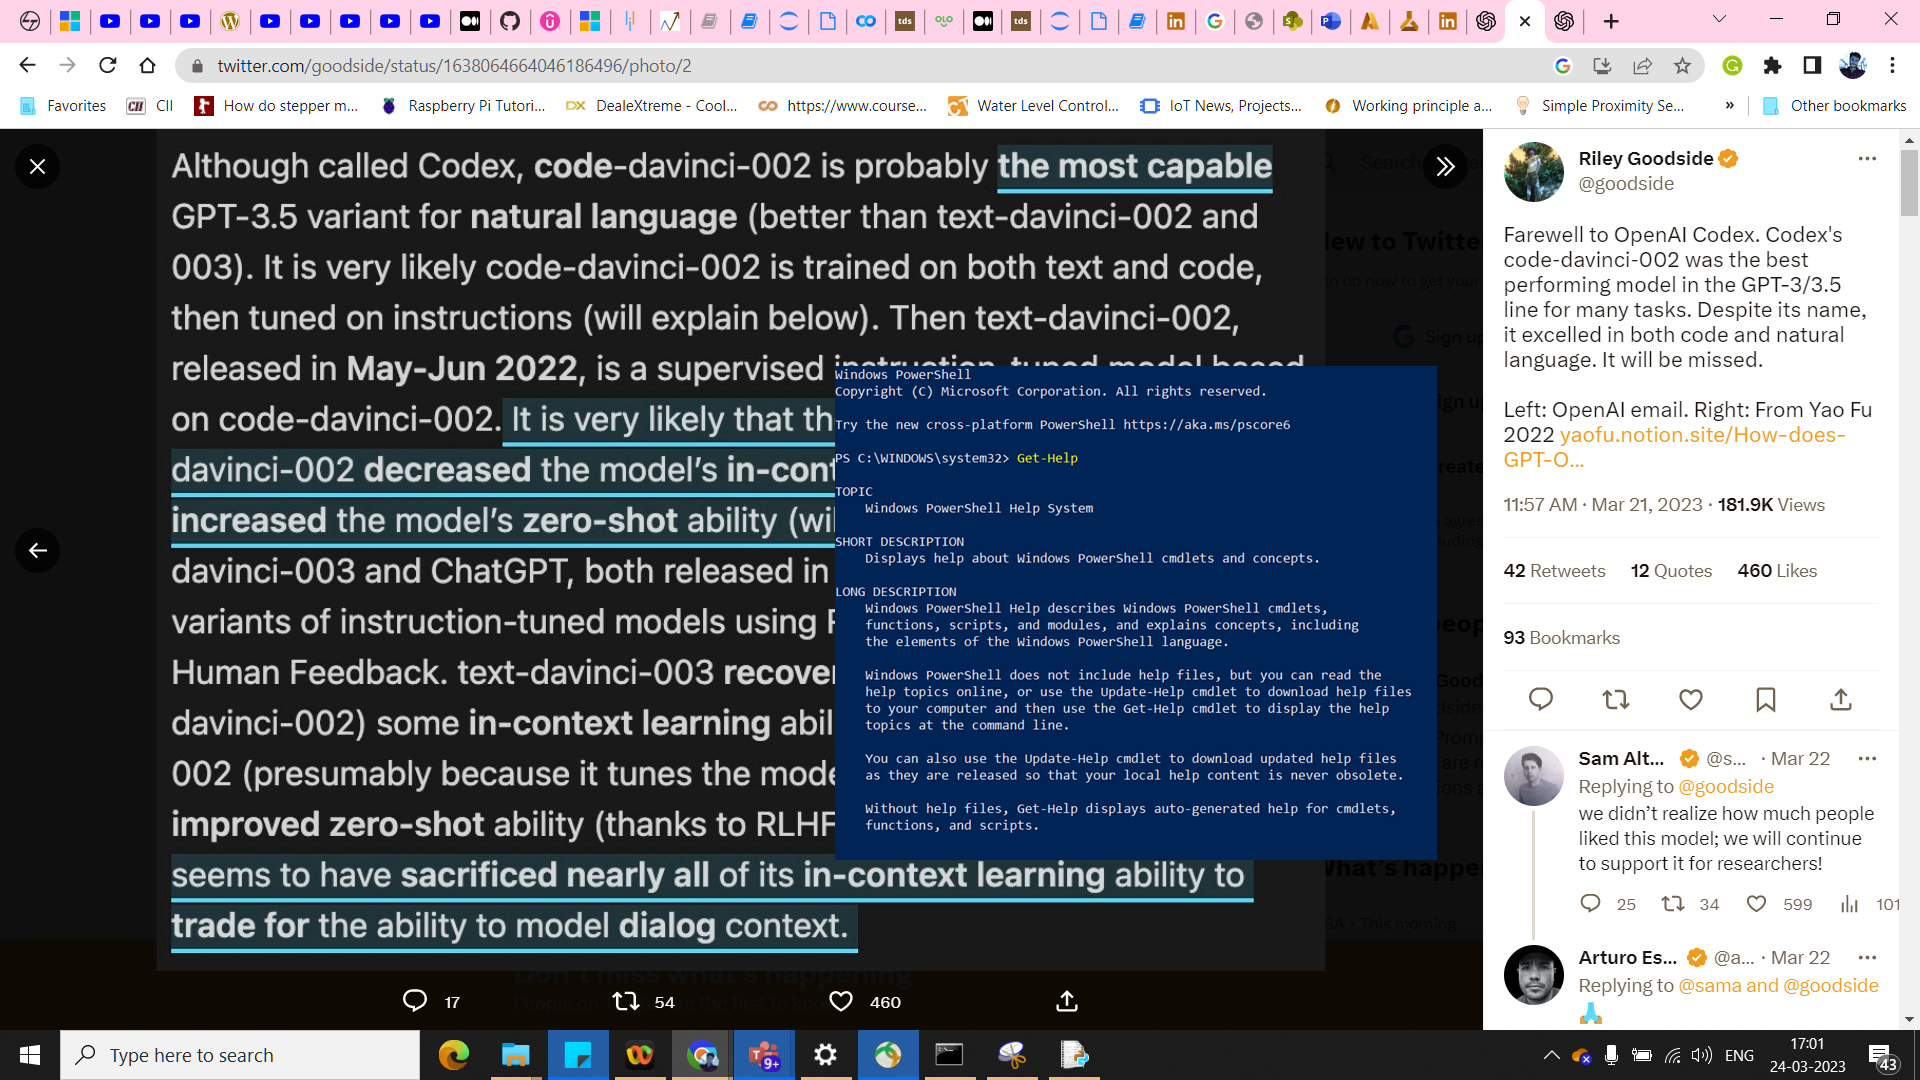 twitter.com/goodside/status/1638064664046186496/photo/2
Favorites
CII
How do stepper m...
Raspberry Pi Tutori...
DealeXtreme - Cool...
https://www.course...
Water Level Control...
IoT News, Projects...
Working principle a...
Simple Proximity Se...
»
Other bookmarks
Although called Codex, code-davinci-002 is probably the most capable
GPT-3.5 variant for natural language (better than text-davinci-002 and
003). It is very likely code-davinci-002 is trained on both text and code,
then tuned on instructions (will explain below). Then text-davinci-002,
released in May-Jun 2022, is a supervised instruction-tuned model based
on code-davinci-002. It is very likely that th
davinci-002 decreased the model's in-cont
increased the model's zero-shot ability (wi
davinci-003 and ChatGPT, both released in
variants of instruction-tuned models using
Human Feedback. text-davinci-003 recover
davinci-002) some in-context learning abil
002 (presumably because it tunes the mode
improved zero-shot ability (thanks to RLHF
seems to have sacrificed nearly all of its in-context learning ability to
trade for the ability to model dialog context.
Windows PowerShell
Copyright (C) Microsoft Corporation. All rights reserved.
Try the new cross-platform PowerShell https://aka.ms/pscore6
PS C:\WINDOWS\system32> Get-Help
TOPIC
Windows PowerShell Help System
SHORT DESCRIPTION
Displays help about Windows PowerShell cmdlets and concepts.
LONG DESCRIPTION
Windows PowerShell Help describes Windows PowerShell cmdlets,
functions, scripts, and modules, and explains concepts, including
the elements of the Windows PowerShell language.
Windows PowerShell does not include help files, but you can read the
help topics online, or use the Update-Help cmdlet to download help files
to your computer and then use the Get-Help cmdlet to display the help
topics at the command line.
You can also use the Update-Help cmdlet to download updated help files
as they are released so that your local help content is never obsolete.
Without help files, Get-Help displays auto-generated help for cmdlets,
functions, and scripts.
Don't miss what's happening
17
54
460
Riley Goodside
@goodside
Farewell to OpenAI Codex. Codex's
code-davinci-002 was the best
performing model in the GPT-3/3.5
line for many tasks. Despite its name,
it excelled in both code and natural
language. It will be missed.
Left: OpenAI email. Right: From Yao Fu
2022 yaofu.notion.site/How-does-
GPT-O...
11:57 AM · Mar 21, 2023 · 181.9K Views
42 Retweets 12 Quotes 460 Likes
93 Bookmarks
Sam Alt... @s... · Mar 22
Replying to @goodside
we didn't realize how much people
liked this model; we will continue
to support it for researchers!
25
34
599
101
Arturo Es... @a... · Mar 22
Replying to @sama and @goodside
Type here to search
9+
ENG
17:01
24-03-2023
43